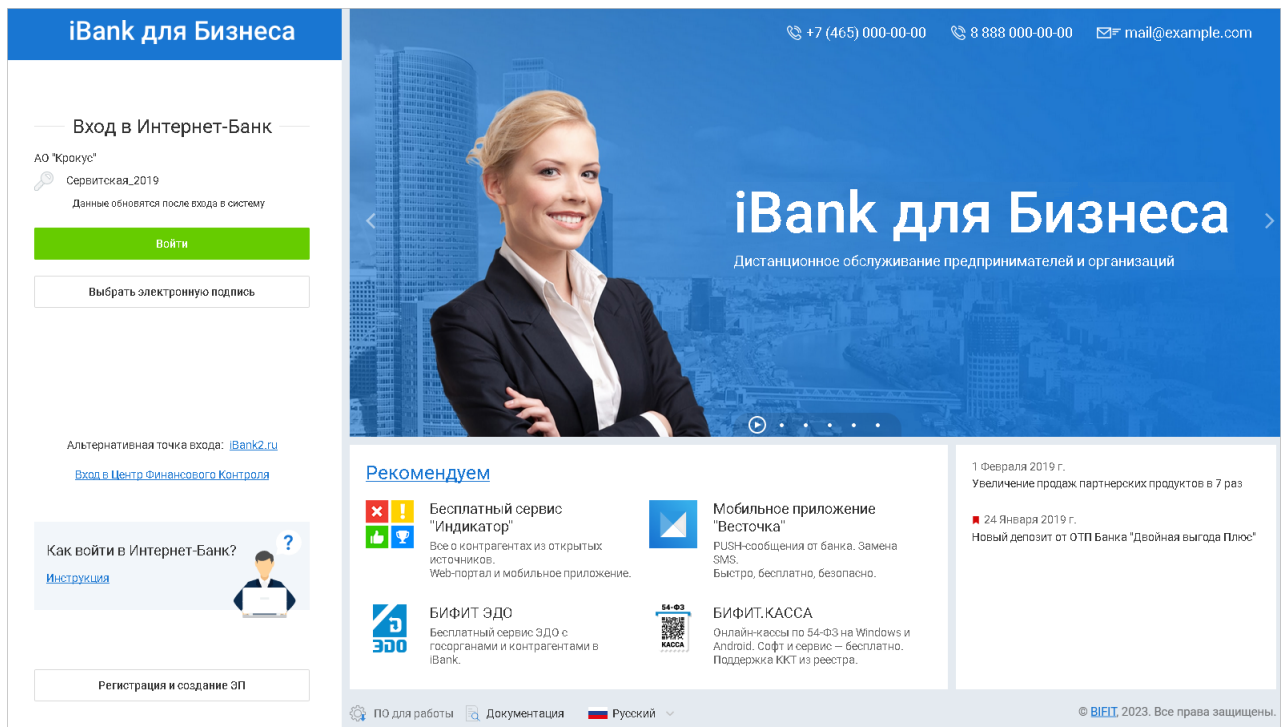 iBank для Бизнеса
Вход в Интернет-Банк
АО "Крокус"
Сервитская_2019
Данные обновятся после входа в систему
Войти
Выбрать электронную подпись
Альтернативная точка входа: iBank2.ru
Вход в Центр Финансового Контроля
Как войти в Интернет-Банк?
?
Инструкция
Регистрация и создание ЭП
+7 (465) 000-00-00 8 888 000-00-00 mail@example.com
iBank для Бизнеса
Дистанционное обслуживание предпринимателей и организаций
Рекомендуем
Бесплатный сервис
"Индикатор"
Все о контрагентах из открытых
источников.
Web-портал и мобильное приложение.
Мобильное приложение
"Весточка"
PUSH-сообщения от банка. Замена
SMS.
Быстро, бесплатно, безопасно.
ЭДО
БИФИТ ЭДО
Бесплатный сервис ЭДО с
госорганами и контрагентами в
iBank.
54-ФЗ
КАССА
БИФИТ.КАССА
Онлайн-кассы по 54-ФЗ на Windows и
Android. Софт и сервис — бесплатно.
Поддержка ККТ из реестра.
1 Февраля 2019 г.
Увеличение продаж партнерских продуктов в 7 раз
24 Января 2019 г.
Новый депозит от ОТП Банка "Двойная выгода Плюс"
ПО для работы Документация Русский
© BIFIT, 2023. Все права защищены.